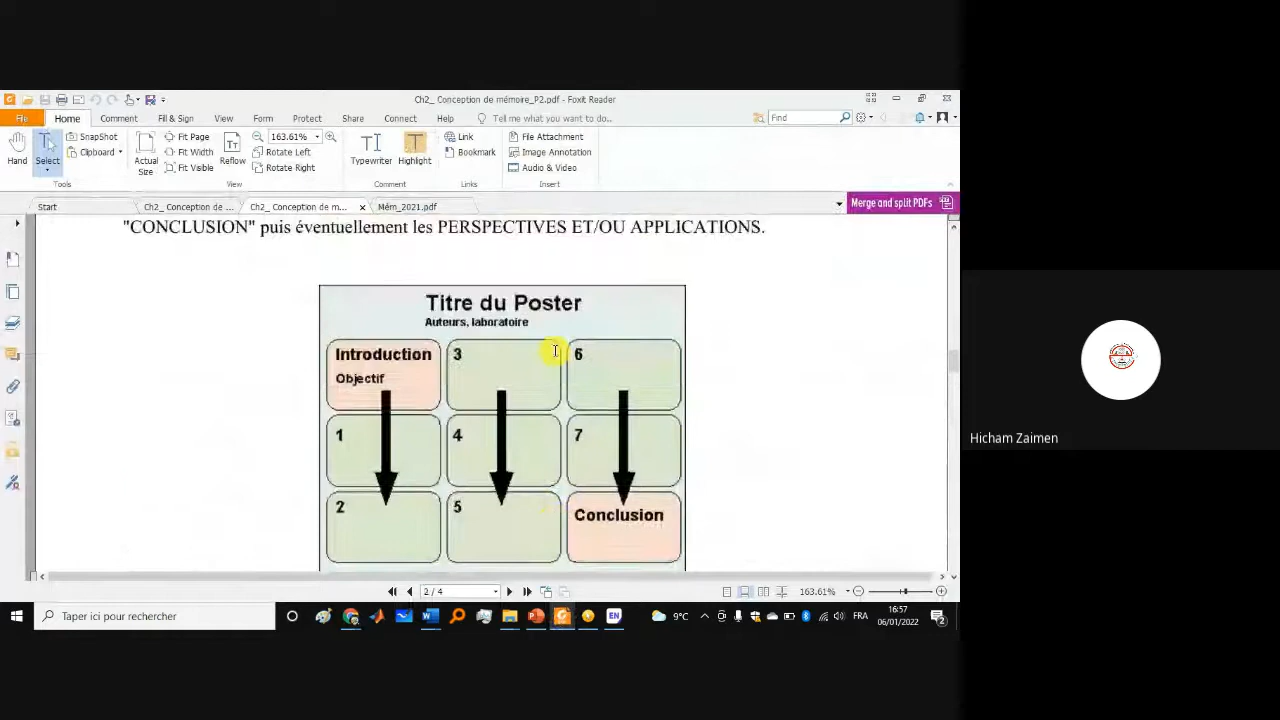 Ch2_ Conception de mémoire_P2.pdf - Foxit Reader
File
Home
Comment
Fill & Sign
View
Form
Protect
Share
Connect
Help
Tell me what you want to do..
Find
Hand
Select
SnapShot
Clipboard
Actual
Size
Fit Page
Fit Width
Fit Visible
Reflow
163.61%
Rotate Left
Rotate Right
Typewriter
Highlight
Link
Bookmark
File Attachment
Image Annotation
Audio & Video
Tools
View
Comment
Links
Insert
Start
Ch2_ Conception de ...
Ch2_ Conception de m...
Mém_2021.pdf
Merge and split PDFs
"CONCLUSION" puis éventuellement les PERSPECTIVES ET/OU APPLICATIONS.
Titre du Poster
Auteurs, laboratoire
Introduction
Objectif
3
6
1
4
7
2
5
Conclusion
Hicham Zaimen
2 / 4
163.61%
Taper ici pour rechercher
EN
9°C
FRA
16:57
06/01/2022
2